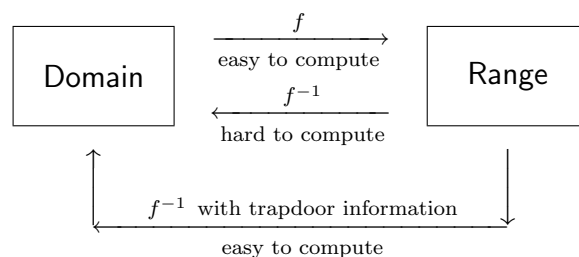 f
easy to compute
Domain
Range
f⁻¹
hard to compute
f⁻¹ with trapdoor information
easy to compute